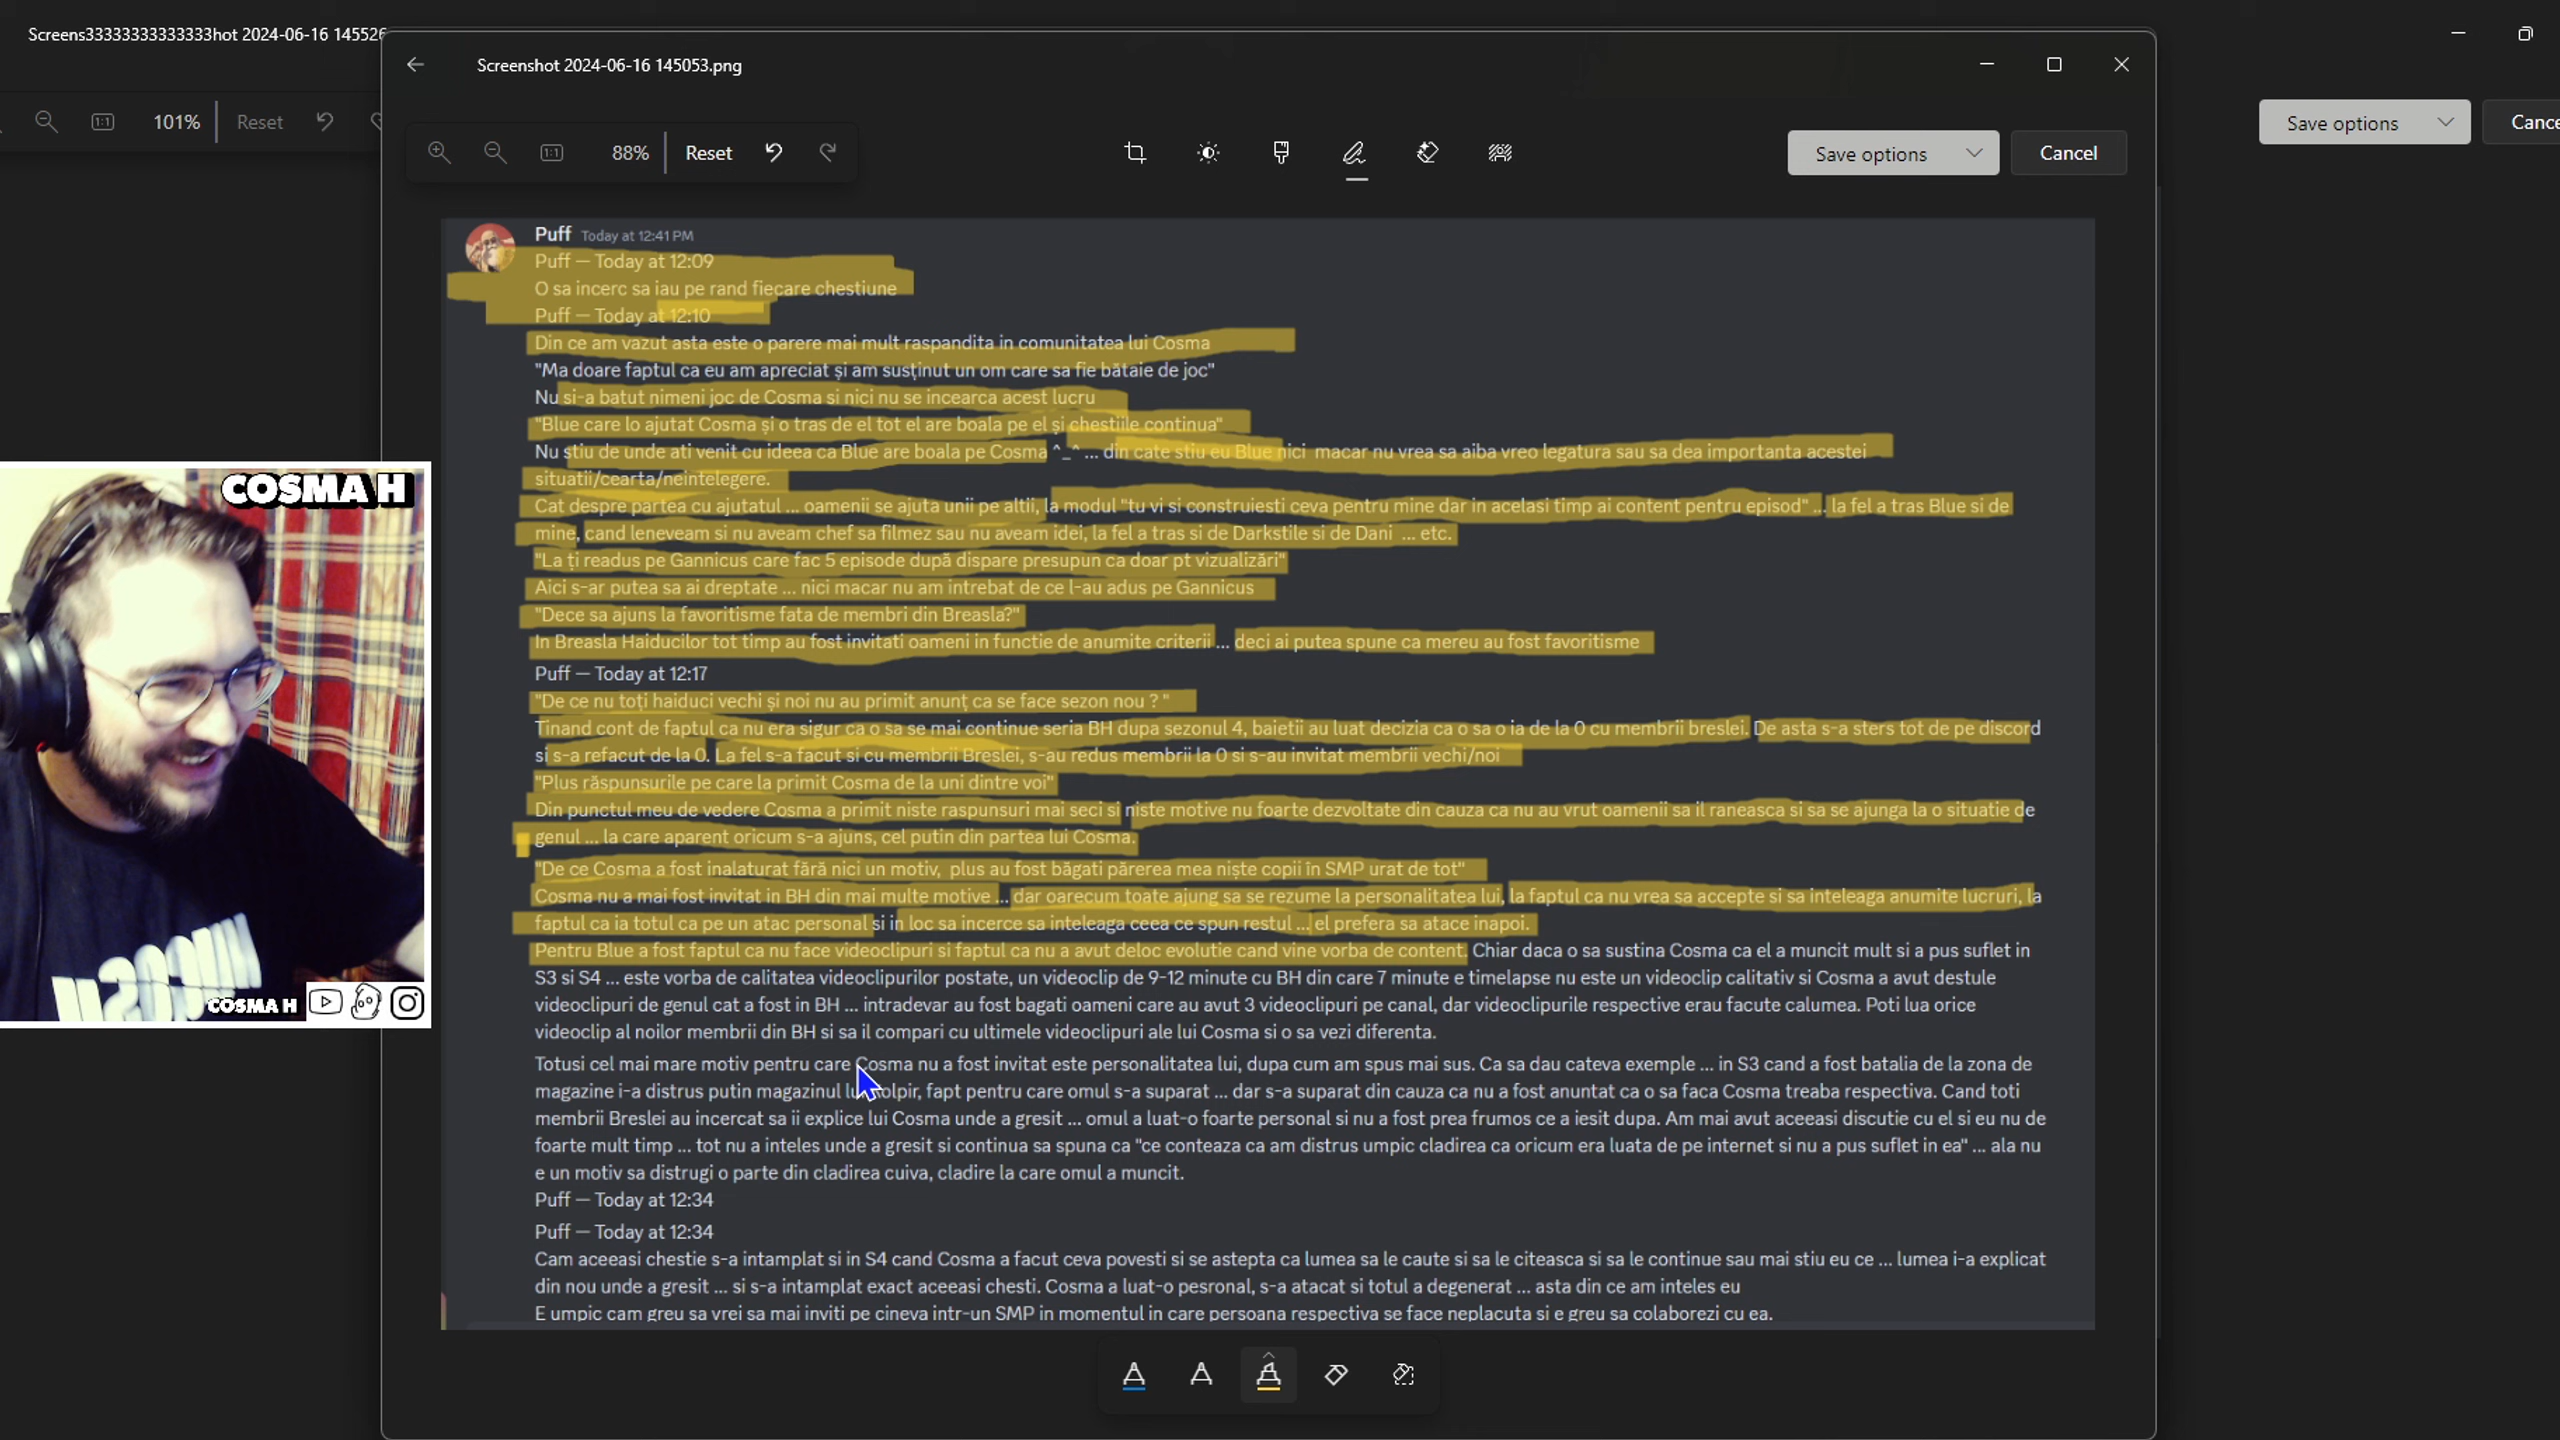 Screens33333333333333hot 2024-06-16 145526
Screenshot 2024-06-16 145053.png
101%
Reset
Save options
88%
Reset
Save options
Cancel
Puff Today at 12:41 PM
Puff — Today at 12:09
O sa incerc sa iau pe rand fiecare chestiune
Puff — Today at 12:10
Din ce am vazut asta este o parere mai mult raspandita in comunitatea lui Cosma
"Ma doare faptul ca eu am apreciat și am susținut un om care sa fie bătaie de joc"
Nu si-a batut nimeni joc de Cosma si nici nu se incearca acest lucru
"Blue care lo ajutat Cosma și o tras de el tot el are boala pe el și chestiile continua"
Nu stiu de unde ati venit cu ideea ca Blue are boala pe Cosma ^_^ ... din cate stiu eu Blue nici macar nu vrea sa aiba vreo legatura sau sa dea importanta acestei
situatii/cearta/neintelegere.
Cat despre partea cu ajutatul ... oamenii se ajuta unii pe altii, la modul "tu vi si construiesti ceva pentru mine dar in acelasi timp ai content pentru episod" ... la fel a tras Blue si de
mine, cand leneveam si nu aveam chef sa filmez sau nu aveam idei, la fel a tras si de Darkstile si de Dani ... etc.
"La ți readus pe Gannicus care fac 5 episode după dispare presupun ca doar pt vizualizări"
Aici s-ar putea sa ai dreptate ... nici macar nu am intrebat de ce l-au adus pe Gannicus
"Dece sa ajuns la favoritisme fata de membri din Breasla?"
In Breasla Haiducilor tot timp au fost invitati oameni in functie de anumite criterii ... deci ai putea spune ca mereu au fost favoritisme
Puff — Today at 12:17
"De ce nu toți haiduci vechi și noi nu au primit anunț ca se face sezon nou ? "
Tinand cont de faptul ca nu era sigur ca o sa se mai continue seria BH dupa sezonul 4, baietii au luat decizia ca o sa o ia de la 0 cu membrii breslei. De asta s-a sters tot de pe discord
si s-a refacut de la 0. La fel s-a facut si cu membrii Breslei, s-au redus membrii la 0 si s-au invitat membrii vechi/noi
"Plus răspunsurile pe care la primit Cosma de la uni dintre voi"
Din punctul meu de vedere Cosma a primit niste raspunsuri mai seci si niste motive nu foarte dezvoltate din cauza ca nu au vrut oamenii sa il raneasca si sa se ajunga la o situatie de
genul ... la care aparent oricum s-a ajuns, cel putin din partea lui Cosma.
"De ce Cosma a fost inalaturat fără nici un motiv, plus au fost băgati părerea mea niște copii în SMP urat de tot"
Cosma nu a mai fost invitat in BH din mai multe motive ... dar oarecum toate ajung sa se rezume la personalitatea lui, la faptul ca nu vrea sa accepte si sa inteleaga anumite lucruri, la
faptul ca ia totul ca pe un atac personal si in loc sa incerce sa inteleaga ceea ce spun restul ... el prefera sa atace inapoi.
Pentru Blue a fost faptul ca nu face videoclipuri si faptul ca nu a avut deloc evolutie cand vine vorba de content. Chiar daca o sa sustina Cosma ca el a muncit mult si a pus suflet in
S3 si S4 ... este vorba de calitatea videoclipurilor postate, un videoclip de 9-12 minute cu BH din care 7 minute e timelapse nu este un videoclip calitativ si Cosma a avut destule
videoclipuri de genul cat a fost in BH ... intradevar au fost bagati oameni care au avut 3 videoclipuri pe canal, dar videoclipurile respective erau facute calumea. Poti lua orice
videoclip al noilor membrii din BH si sa il compari cu ultimele videoclipuri ale lui Cosma si o sa vezi diferenta.
Totusi cel mai mare motiv pentru care Cosma nu a fost invitat este personalitatea lui, dupa cum am spus mai sus. Ca sa dau cateva exemple ... in S3 cand a fost batalia de la zona de
magazine i-a distrus putin magazinul fapt pentru care omul s-a suparat ... dar s-a suparat din cauza ca nu a fost anuntat ca o sa faca Cosma treaba respectiva. Cand toti
membrii Breslei au incercat sa ii explice lui Cosma unde a gresit ... omul a luat-o foarte personal si nu a fost prea frumos ce a iesit dupa. Am mai avut aceeasi discutie cu el si eu nu de
foarte mult timp ... tot nu a inteles unde a gresit si continua sa spuna ca "ce conteaza ca am distrus umpic cladirea ca oricum era luata de pe internet si nu a pus suflet in ea" ... ala nu
e un motiv sa distrugi o parte din cladirea cuiva, cladire la care omul a muncit.
Puff — Today at 12:34
Puff — Today at 12:34
Cam aceeasi chestie s-a intamplat si in S4 cand Cosma a facut ceva povesti si se astepta ca lumea sa le caute si sa le citeasca si sa le continue sau mai stiu eu ce ... lumea i-a explicat
din nou unde a gresit ... si s-a intamplat exact aceeasi chesti. Cosma a luat-o pesronal, s-a atacat si totul a degenerat ... asta din ce am inteles eu
E umpic cam greu sa vrei sa mai inviti pe cineva intr-un SMP in momentul in care persoana respectiva se face neplacuta si e greu sa colaborezi cu ea.
COSMA H
COSMA H